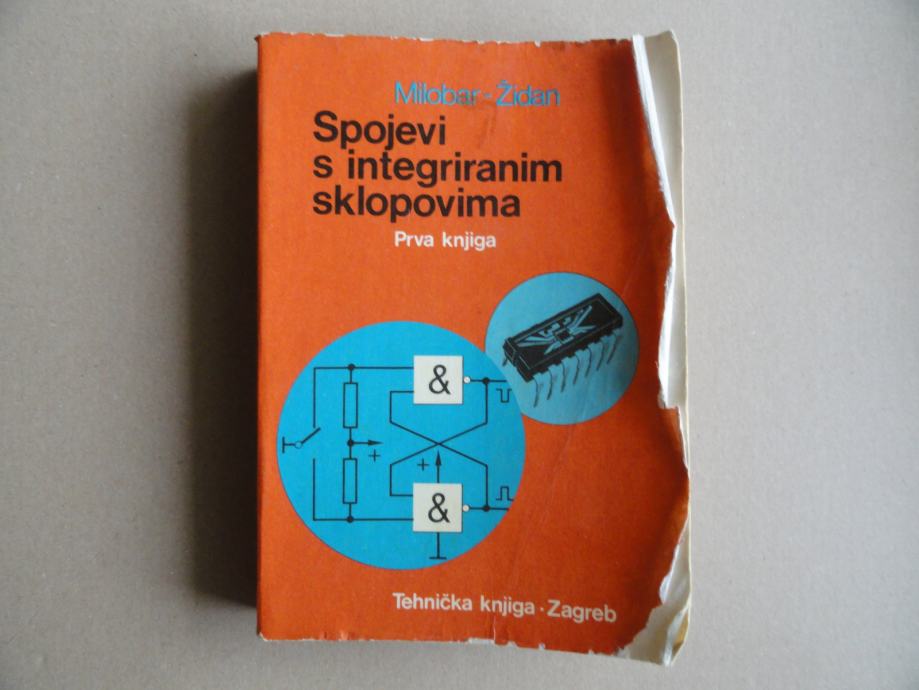 Milobar-Židan
Spojevi
s integriranim
sklopovima
Prva knjiga
&
+
+
&
Tehnička knjiga · Zagreb